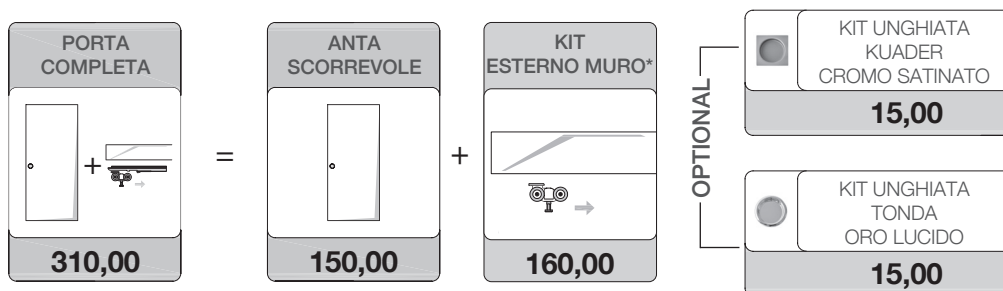 PORTA
COMPLETA
+
310,00
=
ANTA
SCORREVOLE
150,00
+
KIT
ESTERNO MURO*
160,00
OPTIONAL
KIT UNGHIATA
KUADER
CROMO SATINATO
15,00
KIT UNGHIATA
TONDA
ORO LUCIDO
15,00